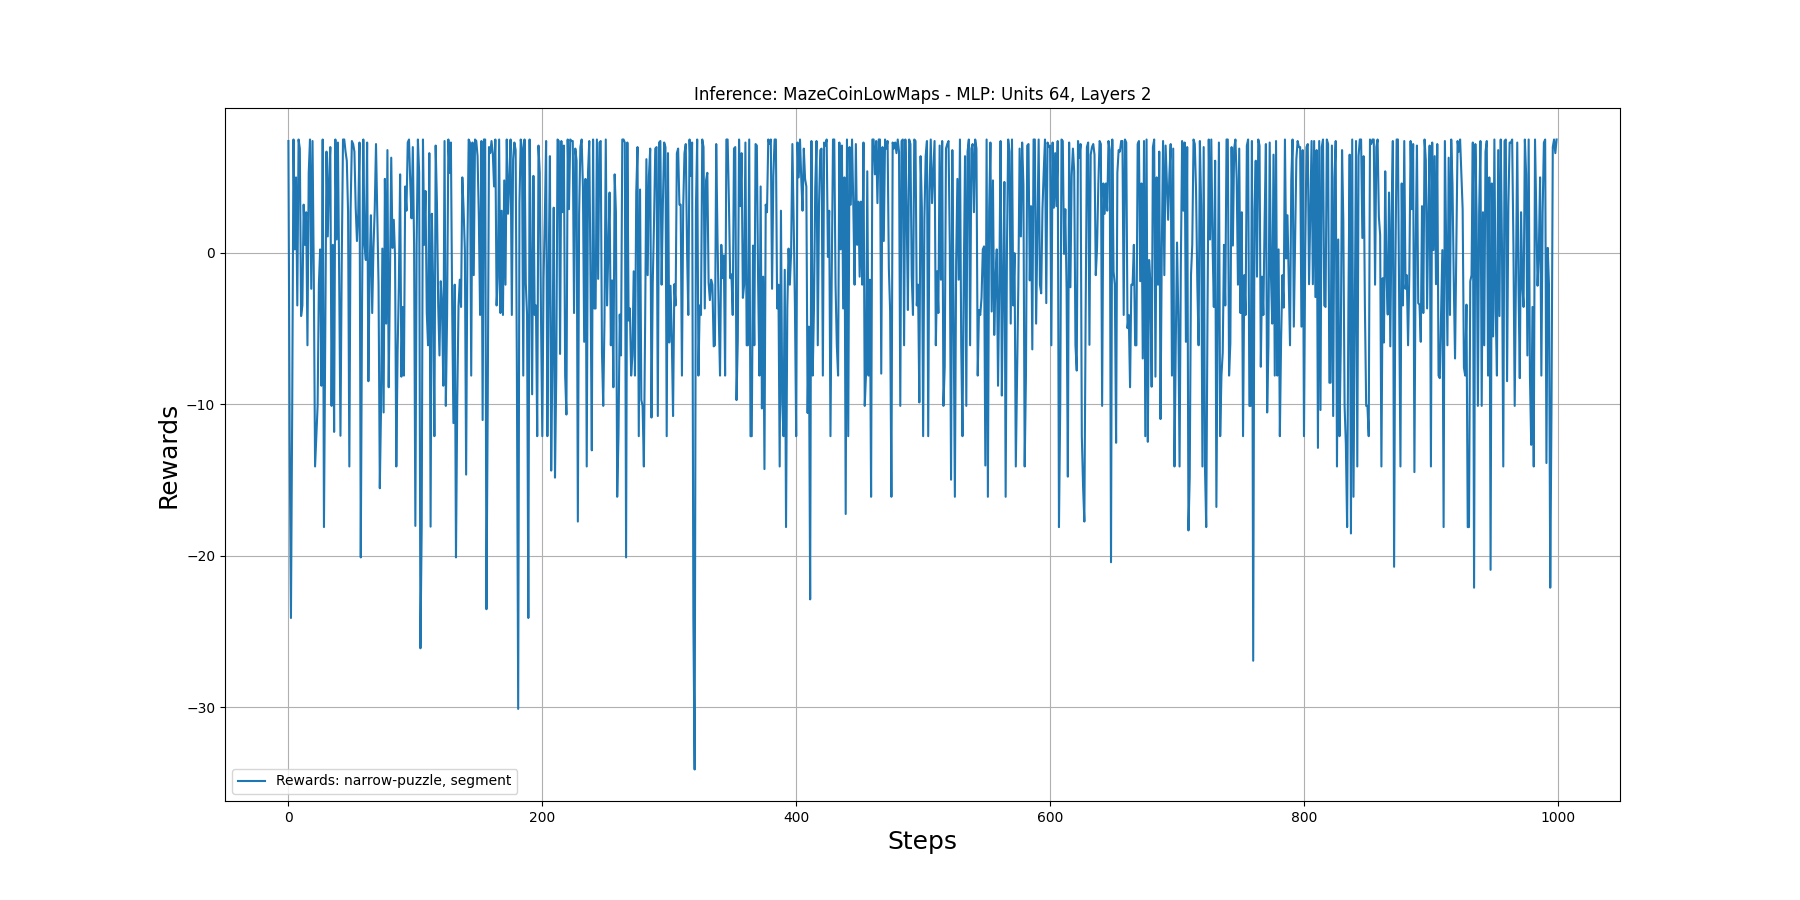 Inference: MazeCoinLowMaps - MLP: Units 64, Layers 2
Rewards
0
−10
−20
−30
Rewards: narrow-puzzle, segment
0 200 400 600 800 1000
Steps